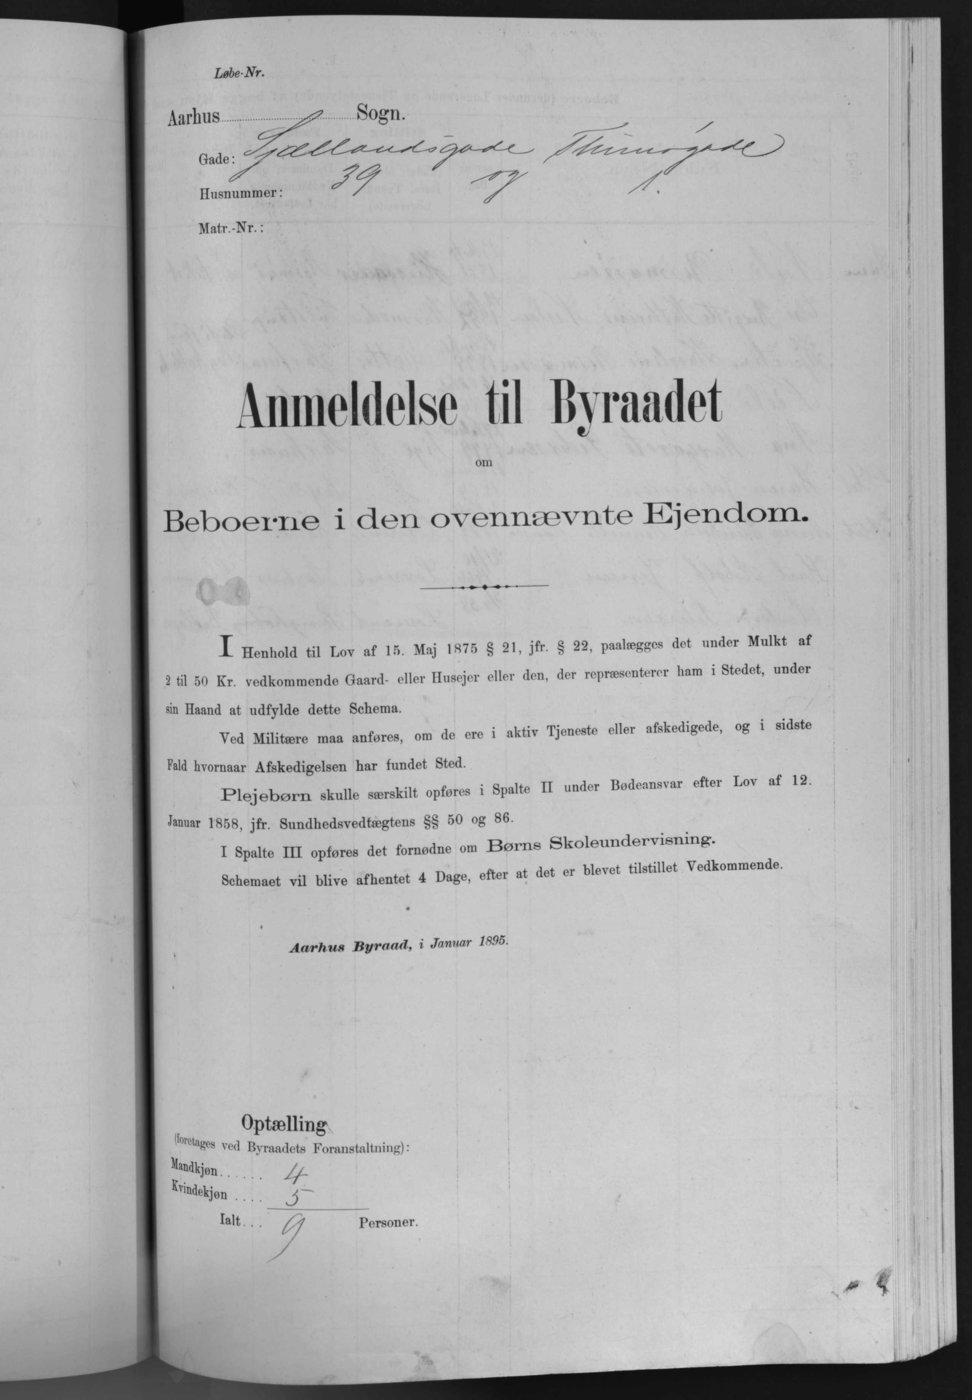 Løbe-Nr.
Aarhus Sogn.
Gade: Sjællandsgade Thunøgade
Husnummer: 39 og 1.
Matr.-Nr.:
Anmeldelse til Byraadet
om
Beboerne i den ovennævnte Ejendom.
I Henhold til Lov af 15. Maj 1875 § 21, jfr. § 22, paalægges det under Mulkt af
2 til 50 Kr. vedkommende Gaard- eller Husejer eller den, der repræsenterer ham i Stedet, under
sin Haand at udfylde dette Schema.
Ved Militære maa anføres, om de ere i aktiv Tjeneste eller afskedigede, og i sidste
Fald hvornaar Afskedigelsen har fundet Sted.
Plejebørn skulle særskilt opføres i Spalte II under Bødeansvar efter Lov af 12.
Januar 1858, jfr. Sundhedsvedtægtens §§ 50 og 86.
I Spalte III opføres det fornødne om Børns Skoleundervisning.
Schemaet vil blive afhentet 4 Dage, efter at det er blevet tilstillet Vedkommende.
Aarhus Byraad, i Januar 1895.
Optælling
(foretages ved Byraadets Foranstaltning):
Mandkjøn...... 4
Kvindekjøn .... 5
Ialt... 9 Personer.